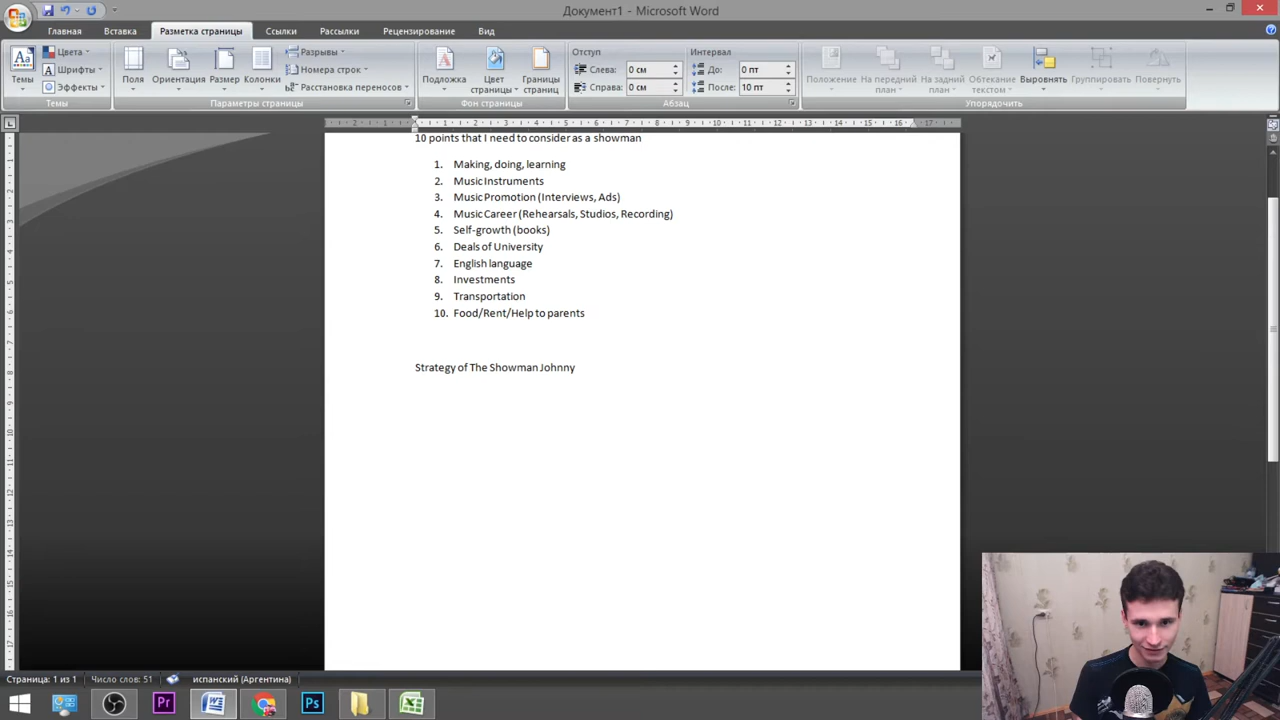 Документ1 - Microsoft Word
Главная Вставка Разметка страницы Ссылки Рассылки Рецензирование Вид
Темы
Цвета
Шрифты
Эффекты
Темы
Поля
Ориентация
Размер
Колонки
Разрывы
Номера строк
Расстановка переносов
Параметры страницы
Подложка
Цвет страницы
Границы страниц
Фон страницы
Отступ
Слева: 0 см
Справа: 0 см
Интервал
До: 0 пт
После: 10 пт
Абзац
Положение
На передний план
На задний план
Обтекание текстом
Выровнять
Группировать
Повернуть
Упорядочить
10 points that I need to consider as a showman
1. Making, doing, learning
2. Music Instruments
3. Music Promotion (Interviews, Ads)
4. Music Career (Rehearsals, Studios, Recording)
5. Self-growth (books)
6. Deals of University
7. English language
8. Investments
9. Transportation
10. Food/Rent/Help to parents
Strategy of The Showman Johnny
Страница: 1 из 1 Число слов: 51 испанский (Аргентина)
Pr
Ps